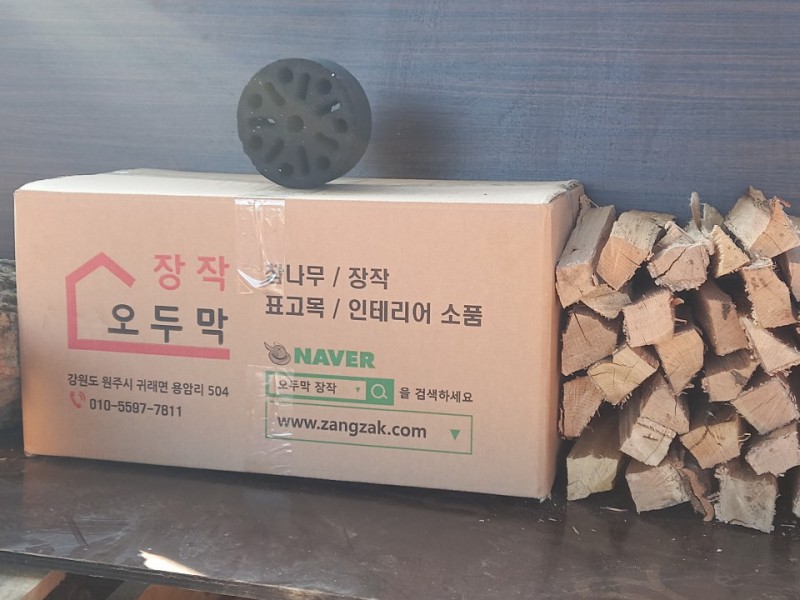 장작
오두막
강원도 원주시 귀래면 용암리 504
010-5597-7811
참나무 / 장작
표고목 / 인테리어 소품
NAVER
오두막 장작 ▼ 을 검색하세요
www.zangzak.com ▼